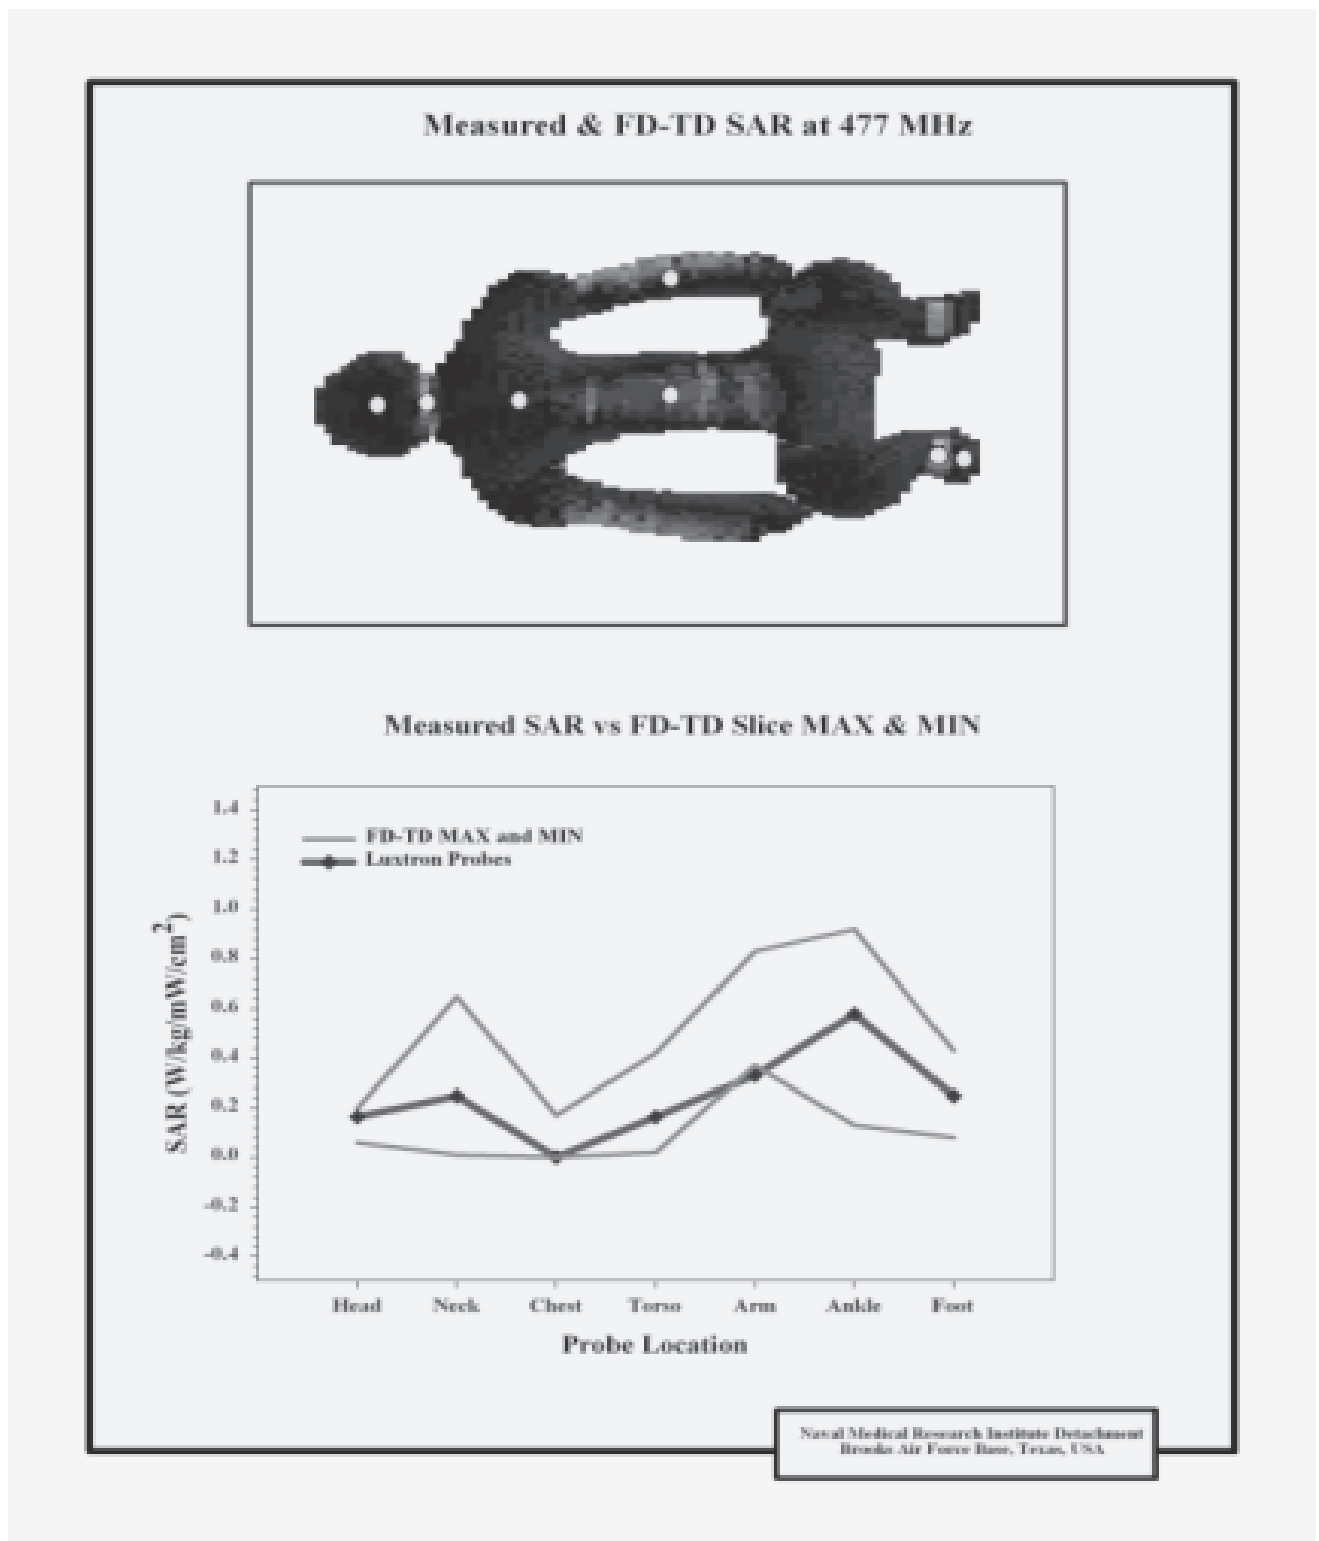 Measured & FD-TD SAR at 477 MHz
Measured SAR vs FD-TD Slice MAX & MIN
1.4
1.2
1.0
0.8
0.6
0.4
0.2
0.0
-0.2
-0.4
SAR (W/kg/mW/cm²)
FD-TD MAX and MIN
Luxtron Probes
Head Neck Chest Torso Arm Ankle Foot
Probe Location
Naval Medical Research Institute Detachment
Brooks Air Force Base, Texas, USA